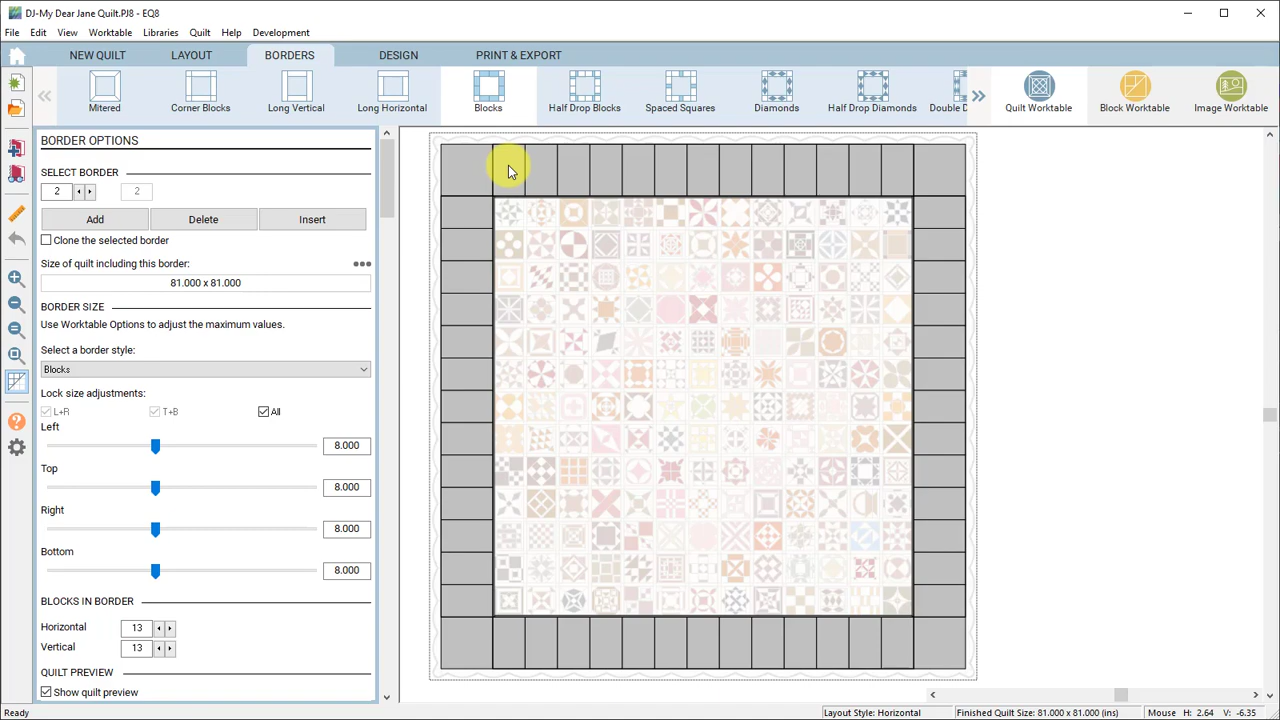 DJ-My Dear Jane Quilt.PJ8 - EQ8
File Edit View Worktable Libraries Quilt Help Development
NEW QUILT LAYOUT BORDERS DESIGN PRINT & EXPORT
Mitered Corner Blocks Long Vertical Long Horizontal Blocks Half Drop Blocks Spaced Squares Diamonds Half Drop Diamonds Double D Quilt Worktable Block Worktable Image Worktable
BORDER OPTIONS
SELECT BORDER
2 2
Add Delete Insert
Clone the selected border
Size of quilt including this border:
81.000 x 81.000
BORDER SIZE
Use Worktable Options to adjust the maximum values.
Select a border style:
Blocks
Lock size adjustments:
L+R T+B All
Left
8.000
Top
8.000
Right
8.000
Bottom
8.000
BLOCKS IN BORDER
Horizontal 13
Vertical 13
QUILT PREVIEW
Show quilt preview
Ready Layout Style: Horizontal Finished Quilt Size: 81.000 x 81.000 (ins) Mouse H: 2.64 V: -6.35